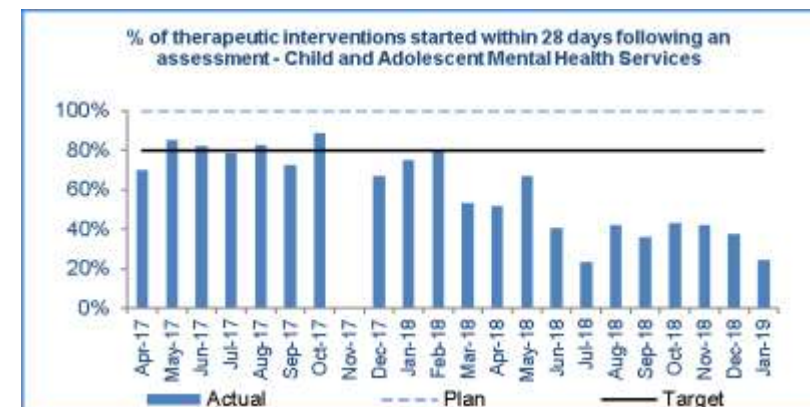 % of therapeutic interventions started within 28 days following an
assessment - Child and Adolescent Mental Health Services
100%
80%
60%
40%
20%
0%
Apr-17
May-17
Jun-17
Jul-17
Aug-17
Sep-17
Oct-17
Nov-17
Dec-17
Jan-18
Feb-18
Mar-18
Apr-18
May-18
Jun-18
Jul-18
Aug-18
Sep-18
Oct-18
Nov-18
Dec-18
Jan-19
Actual Plan Target